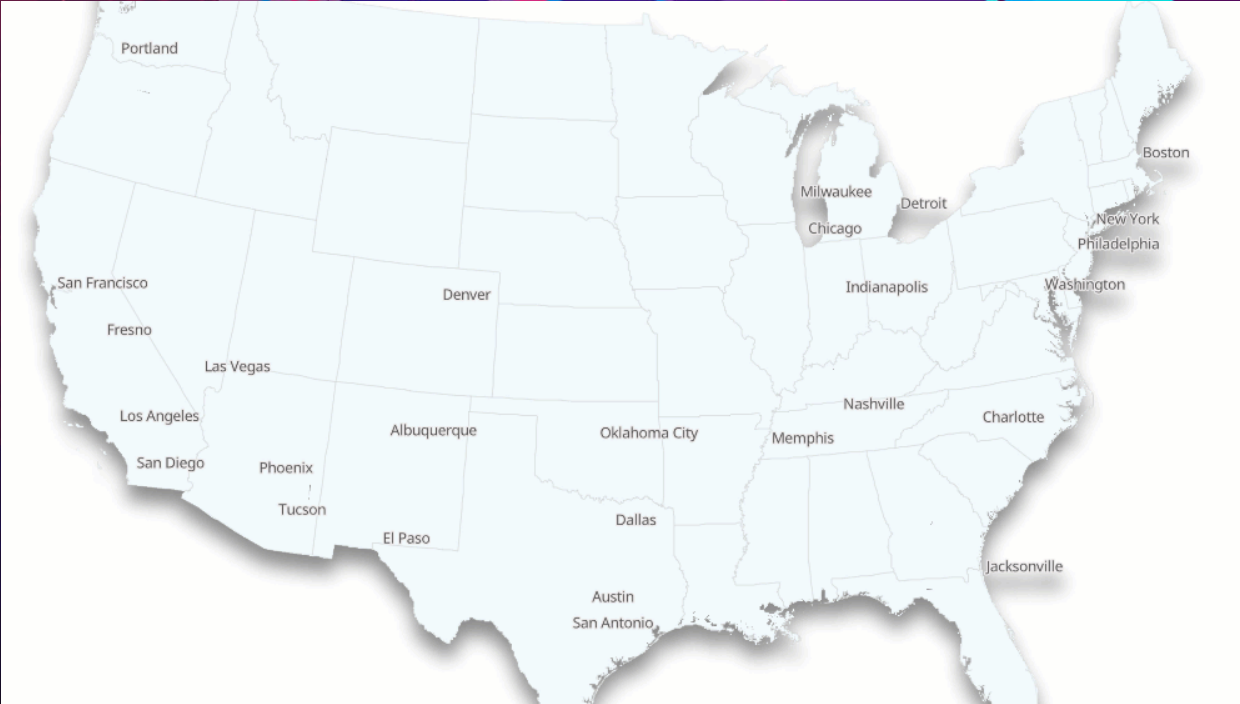 Portland
Boston
Milwaukee
Detroit
New York
Chicago
Philadelphia
San Francisco
Washington
Indianapolis
Denver
Fresno
Las Vegas
Nashville
Los Angeles
Charlotte
Albuquerque
Oklahoma City
Memphis
San Diego
Phoenix
Tucson
Dallas
El Paso
Jacksonville
Austin
San Antonio